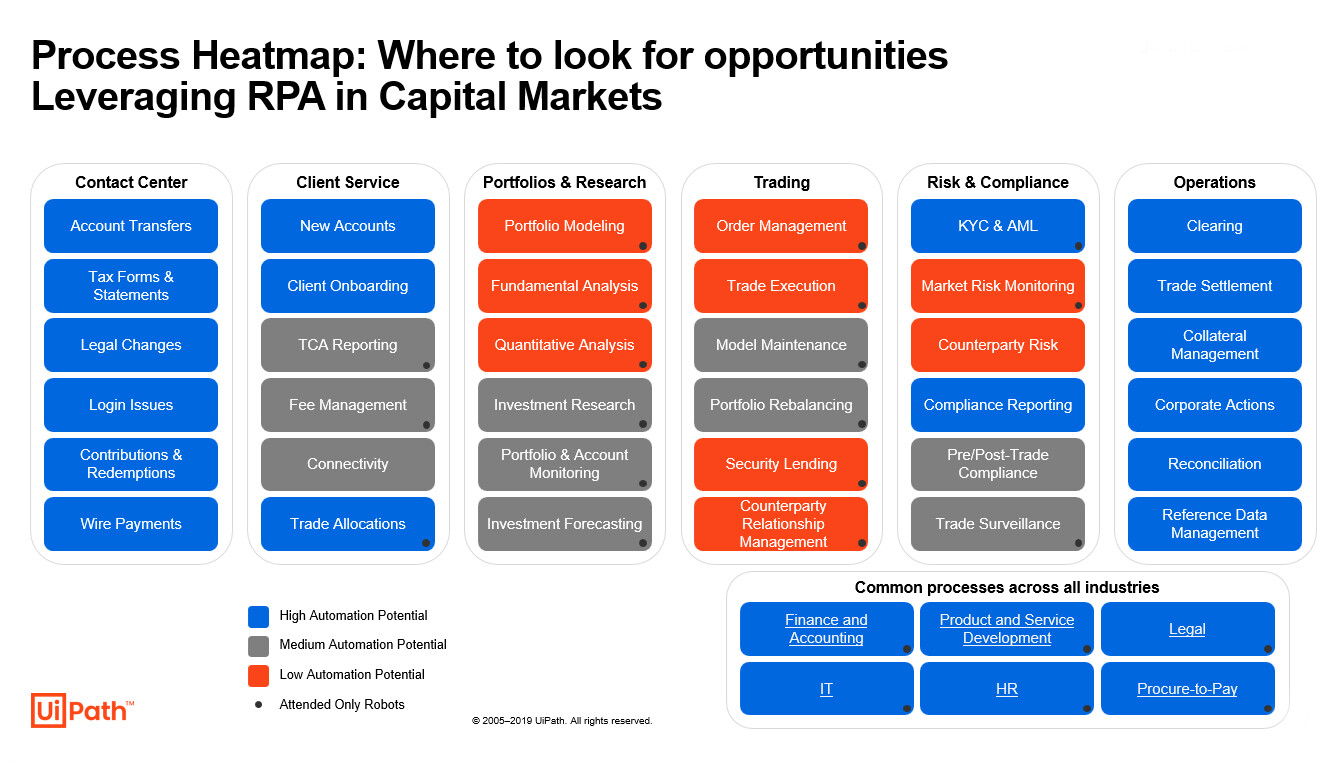 Process Heatmap: Where to look for opportunities
Leveraging RPA in Capital Markets
Contact Center
Account Transfers
Tax Forms &
Statements
Legal Changes
Login Issues
Contributions &
Redemptions
Wire Payments
Client Service
New Accounts
Client Onboarding
TCA Reporting
Fee Management
Connectivity
Trade Allocations
Portfolios & Research
Portfolio Modeling
Fundamental Analysis
Quantitative Analysis
Investment Research
Portfolio & Account
Monitoring
Investment Forecasting
Trading
Order Management
Trade Execution
Model Maintenance
Portfolio Rebalancing
Security Lending
Counterparty
Relationship
Management
Risk & Compliance
KYC & AML
Market Risk Monitoring
Counterparty Risk
Compliance Reporting
Pre/Post-Trade
Compliance
Trade Surveillance
Operations
Clearing
Trade Settlement
Collateral
Management
Corporate Actions
Reconciliation
Reference Data
Management
Common processes across all industries
Finance and
Accounting
Product and Service
Development
Legal
IT
HR
Procure-to-Pay
High Automation Potential
Medium Automation Potential
Low Automation Potential
Attended Only Robots
UiPath™
© 2005–2019 UiPath. All rights reserved.